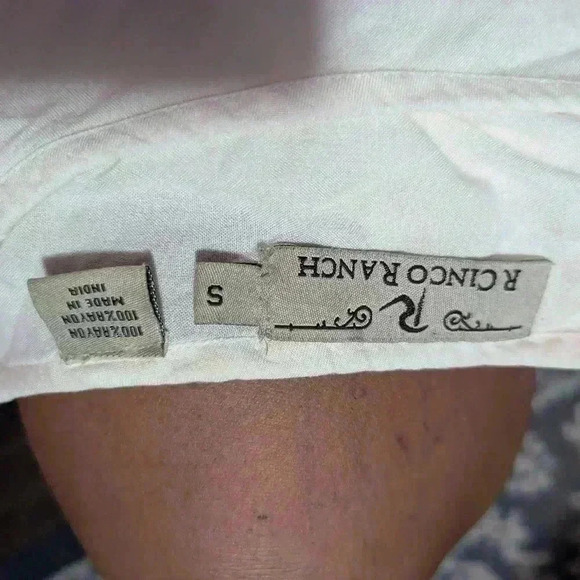 R CINCO RANCH
R
S
100%RAYON
100%RAYON
MADE IN
INDIA